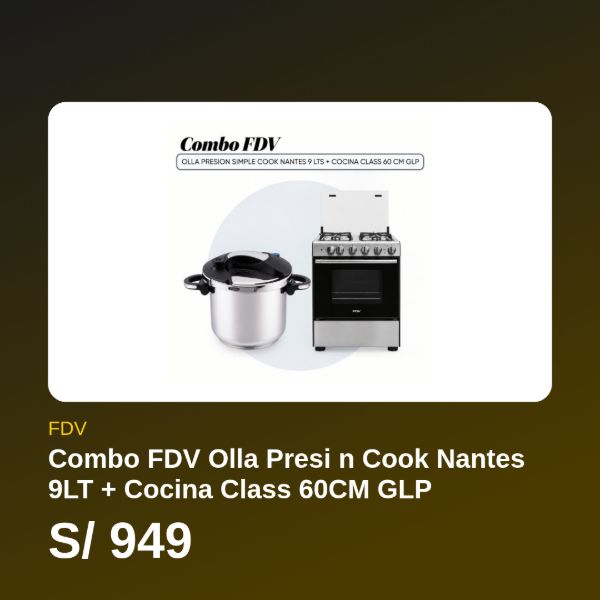 Combo FDV
OLLA PRESION SIMPLE COOK NANTES 9 LTS + COCINA CLASS 60 CM GLP
FDV
Combo FDV Olla Presi n Cook Nantes
9LT + Cocina Class 60CM GLP
S/ 949